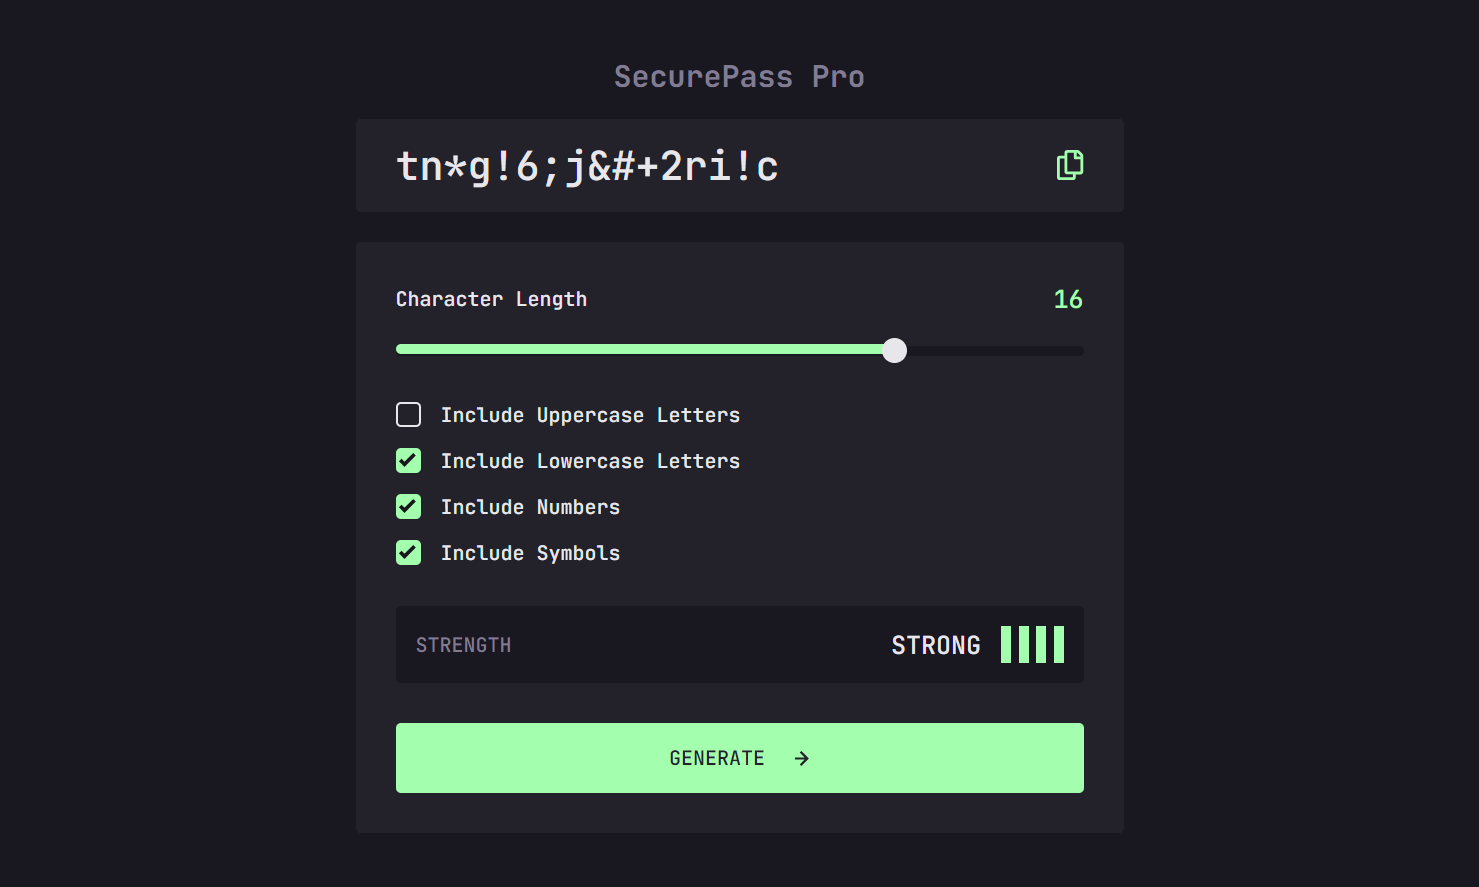 SecurePass Pro
tn*g!6;j&#+2ri!c
Character Length 16
Include Uppercase Letters
Include Lowercase Letters
Include Numbers
Include Symbols
STRENGTH STRONG
GENERATE →